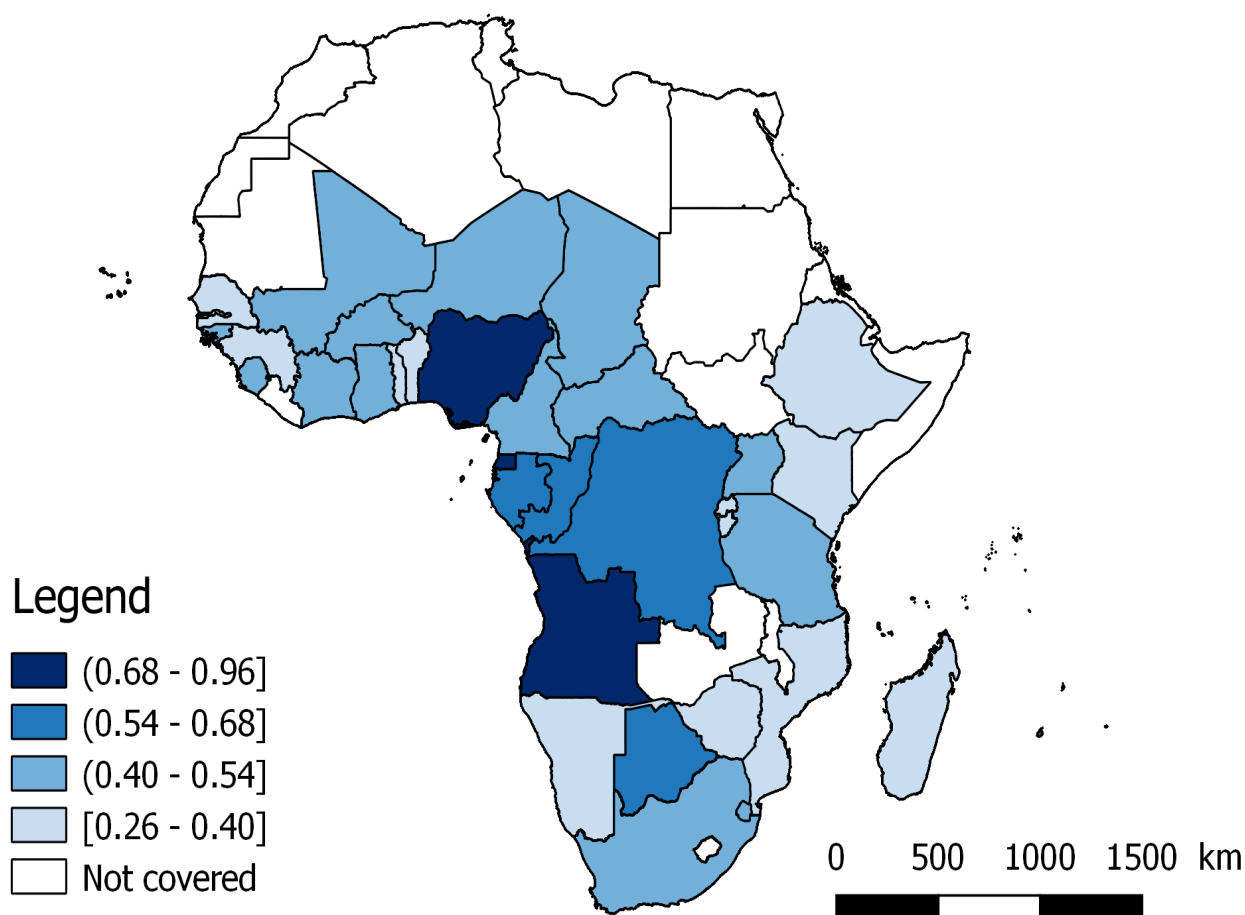 Legend
(0.68 - 0.96]
(0.54 - 0.68]
(0.40 - 0.54]
[0.26 - 0.40]
Not covered
0 500 1000 1500 km